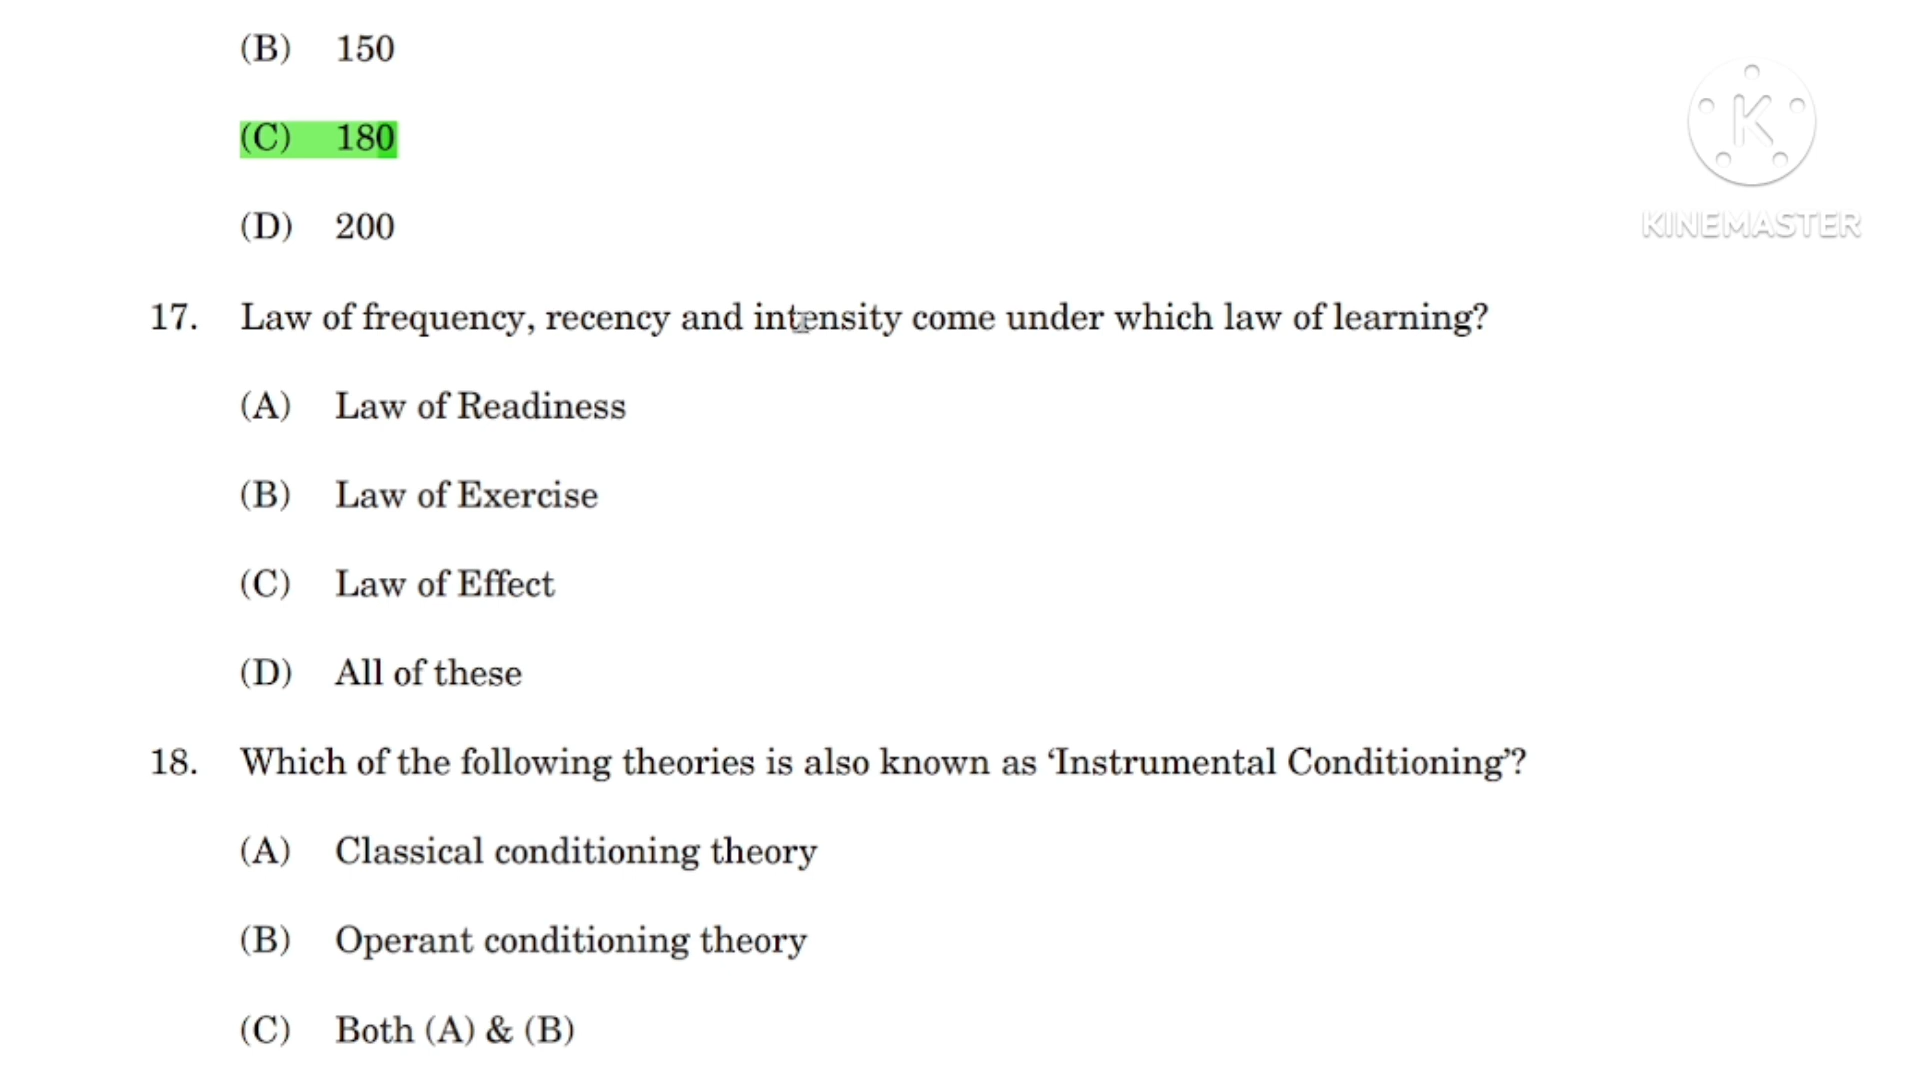 (B) 150
(C) 180
K
KINEMASTER
(D) 200
17. Law of frequency, recency and intensity come under which law of learning?
(A) Law of Readiness
(B) Law of Exercise
(C) Law of Effect
(D) All of these
18. Which of the following theories is also known as ‘Instrumental Conditioning’?
(A) Classical conditioning theory
(B) Operant conditioning theory
(C) Both (A) & (B)